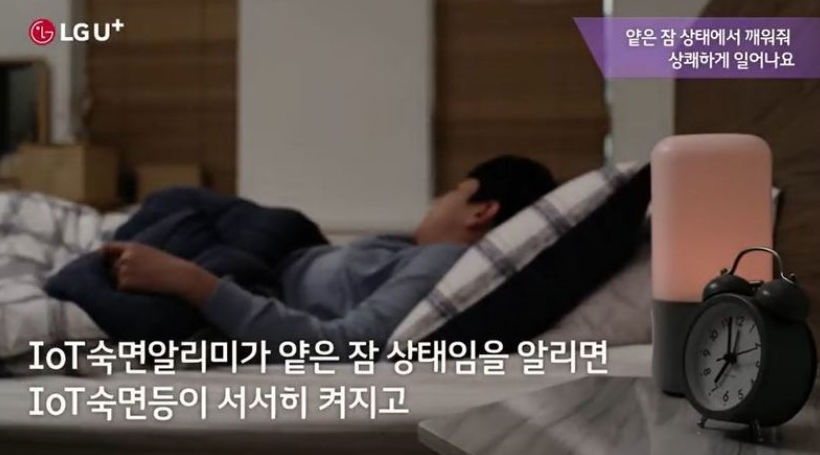 LG U+
얕은 잠 상태에서 깨워줘
상쾌하게 일어나요
IoT숙면알리미가 얕은 잠 상태임을 알리면
IoT숙면등이 서서히 켜지고